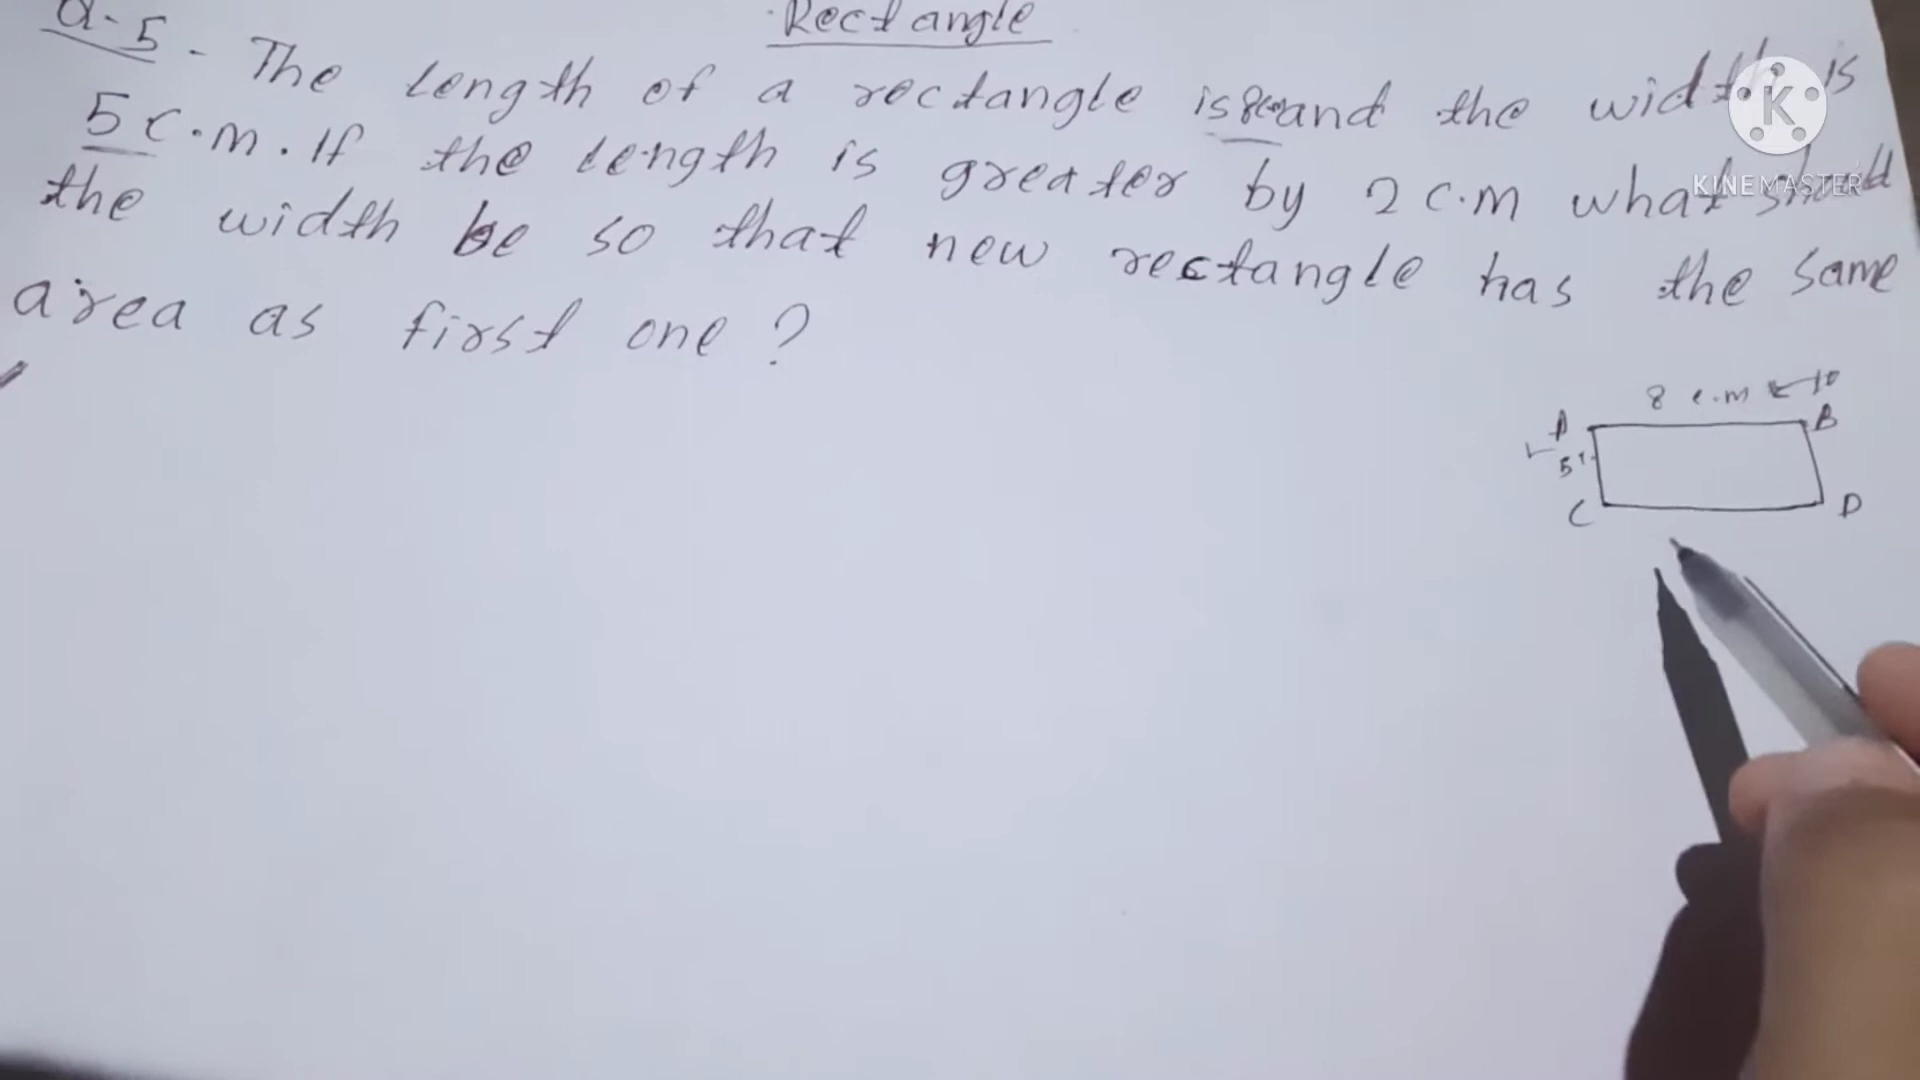 Rectangle
Q-5- The length of a rectangle is 8cm and the width is
5 c.m. If the length is greater by 2 c.m what should
the width be so that new rectangle has the same
area as first one?
8 c.m ← 10
A B
5
C D
K
KINEMASTER